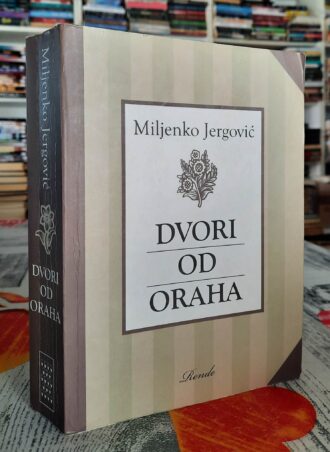 Miljenko Jergović
DVORI
OD
ORAHA
Rende
Miljenko Jergović
DVORI
OD
ORAHA